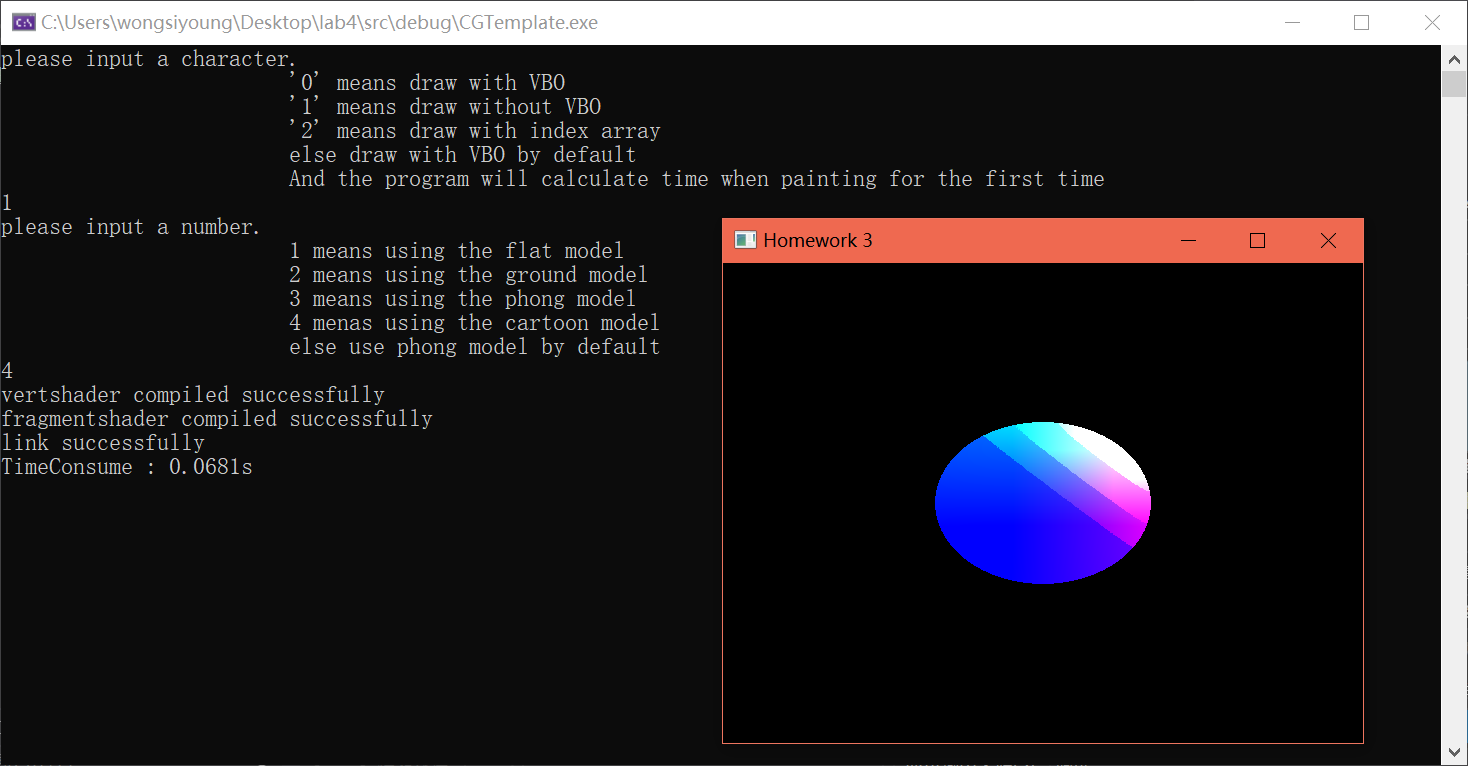 C:\Users\wongsiyoung\Desktop\lab4\src\debug\CGTemplate.exe
please input a character.
'0' means draw with VBO
'1' means draw without VBO
'2' means draw with index array
else draw with VBO by default
And the program will calculate time when painting for the first time
1
please input a number.
1 means using the flat model
2 means using the ground model
3 means using the phong model
4 menas using the cartoon model
else use phong model by default
4
vertshader compiled successfully
fragmentshader compiled successfully
link successfully
TimeConsume : 0.0681s
Homework 3